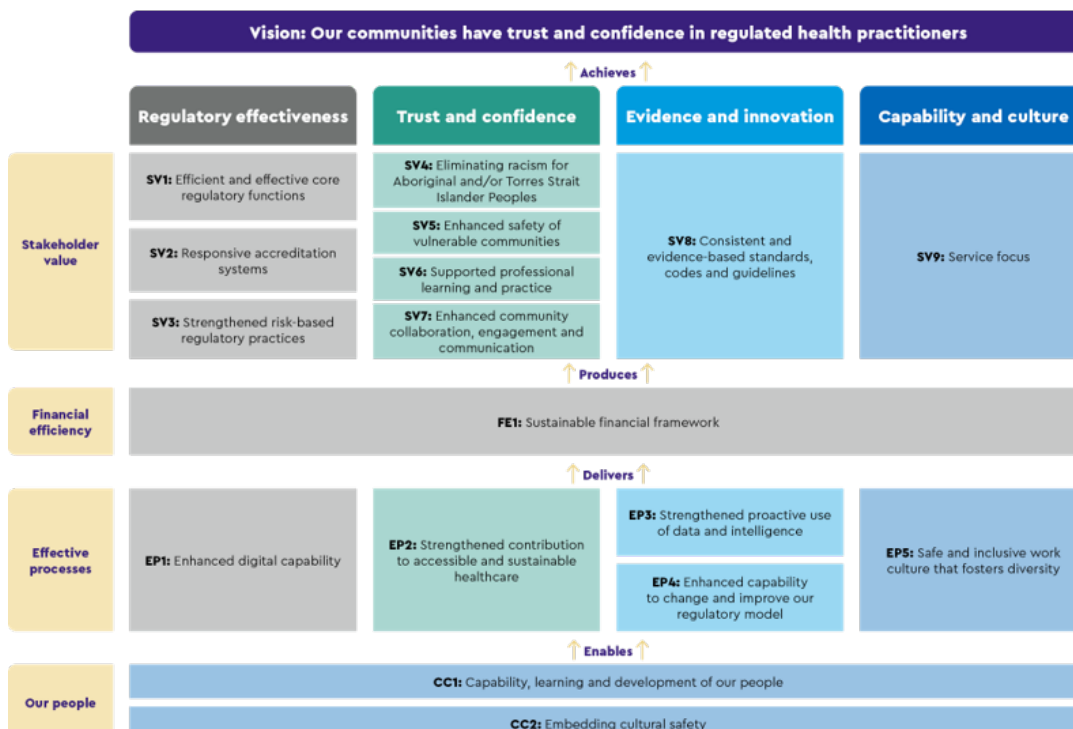 Vision: Our communities have trust and confidence in regulated health practitioners
Achieves
Regulatory effectiveness
Trust and confidence
Evidence and innovation
Capability and culture
Stakeholder
value
SV1: Efficient and effective core
regulatory functions
SV2: Responsive accreditation
systems
SV3: Strengthened risk-based
regulatory practices
SV4: Eliminating racism for
Aboriginal and/or Torres Strait
Islander Peoples
SV5: Enhanced safety of
vulnerable communities
SV6: Supported professional
learning and practice
SV7: Enhanced community
collaboration, engagement and
communication
SV8: Consistent and
evidence-based standards,
codes and guidelines
SV9: Service focus
Produces
Financial
efficiency
FE1: Sustainable financial framework
Delivers
Effective
processes
EP1: Enhanced digital capability
EP2: Strengthened contribution
to accessible and sustainable
healthcare
EP3: Strengthened proactive use
of data and intelligence
EP4: Enhanced capability
to change and improve our
regulatory model
EP5: Safe and inclusive work
culture that fosters diversity
Enables
Our people
CC1: Capability, learning and development of our people
CC2: Embedding cultural safety